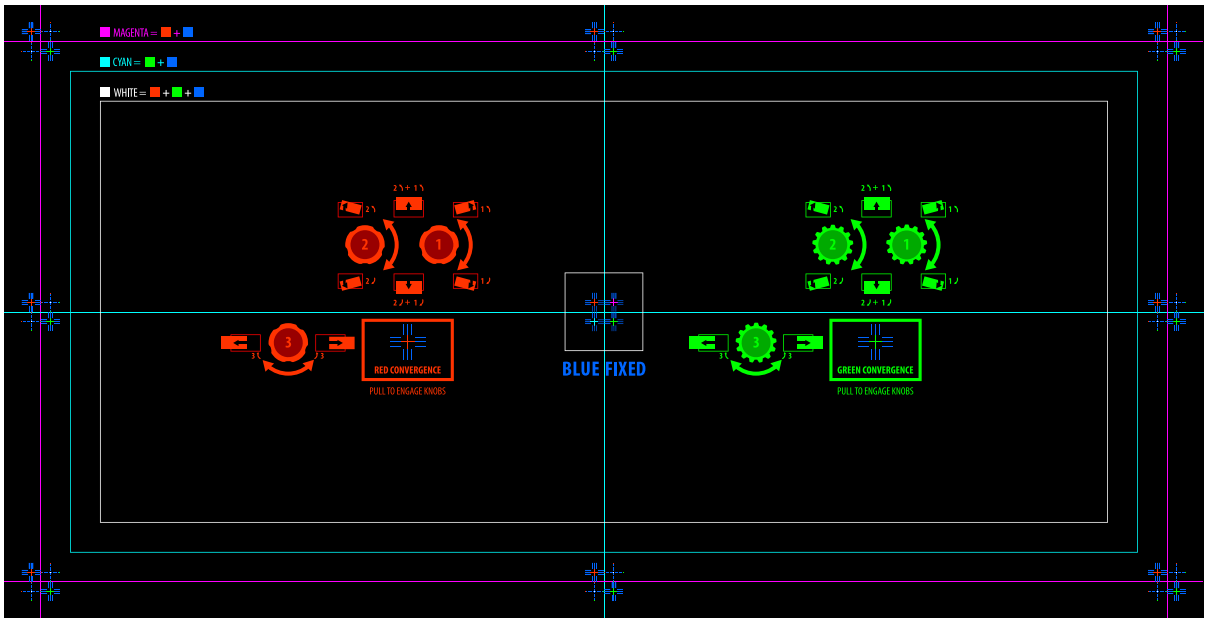 MAGENTA = +
CYAN = +
WHITE = + +
2 + 1
2 + 1
2
1
2
1
2
1
2
1
2
1
2
1
2 + 1
2 + 1
3
3
3
3
3
3
BLUE FIXED
RED CONVERGENCE
GREEN CONVERGENCE
PULL TO ENGAGE KNOBS
PULL TO ENGAGE KNOBS